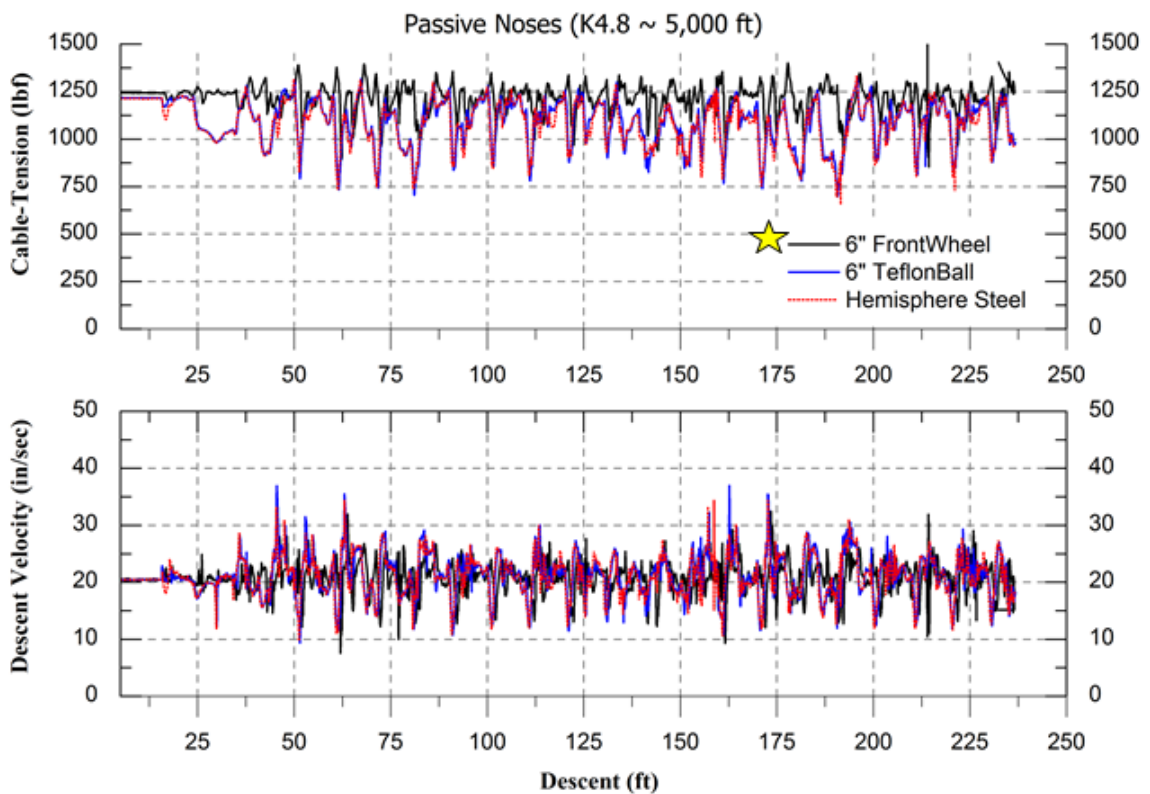 Passive Noses (K4.8 ~ 5,000 ft)
Cable-Tension (lbf)
1500
1250
1000
750
500
250
0
1500
1250
1000
750
500
250
0
6" FrontWheel
6" TeflonBall
Hemisphere Steel
25 50 75 100 125 150 175 200 225 250
Descent Velocity (in/sec)
50
40
30
20
10
0
50
40
30
20
10
0
25 50 75 100 125 150 175 200 225 250
Descent (ft)